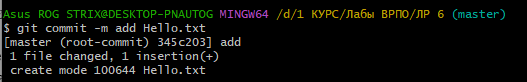 Asus ROG STRIX@DESKTOP-PNAUTOG MINGW64 /d/1 КУРС/Лабы ВРПО/ЛР 6 (master)
$ git commit -m add Hello.txt
[master (root-commit) 345c203] add
 1 file changed, 1 insertion(+)
 create mode 100644 Hello.txt